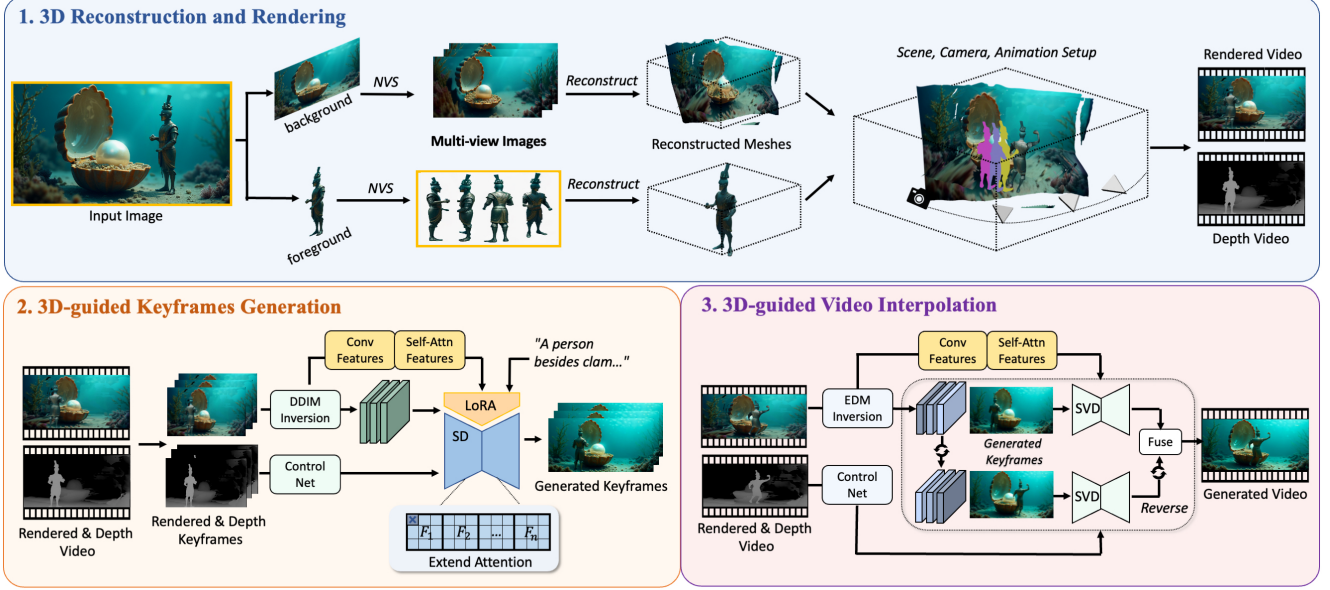 1. 3D Reconstruction and Rendering
Input Image
background
foreground
NVS
NVS
Multi-view Images
Reconstruct
Reconstruct
Reconstructed Meshes
Scene, Camera, Animation Setup
Rendered Video
Depth Video
2. 3D-guided Keyframes Generation
Rendered & Depth
Video
Rendered & Depth
Keyframes
Conv
Features
Self-Attn
Features
DDIM
Inversion
Control
Net
"A person
besides clam..."
LoRA
SD
Generated Keyframes
F1
F2
...
Fn
Extend Attention
3. 3D-guided Video Interpolation
Rendered & Depth
Video
Conv
Features
Self-Attn
Features
EDM
Inversion
Control
Net
Generated
Keyframes
SVD
SVD
Fuse
Reverse
Generated Video